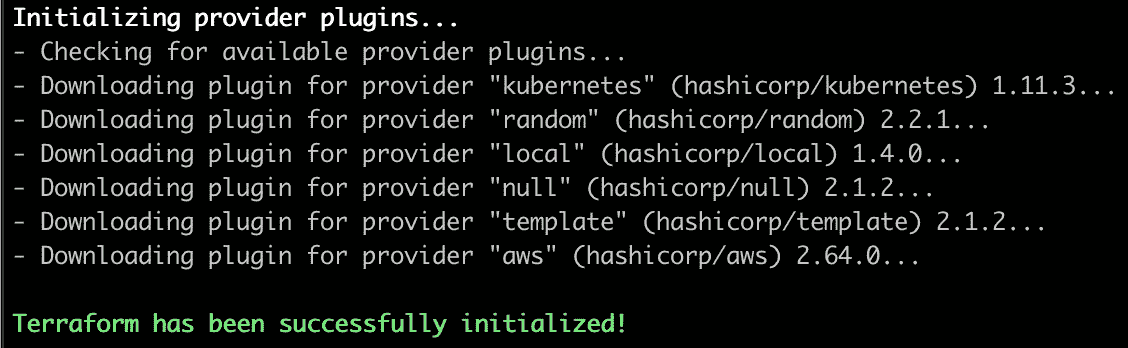 Initializing provider plugins...
- Checking for available provider plugins...
- Downloading plugin for provider "kubernetes" (hashicorp/kubernetes) 1.11.3...
- Downloading plugin for provider "random" (hashicorp/random) 2.2.1...
- Downloading plugin for provider "local" (hashicorp/local) 1.4.0...
- Downloading plugin for provider "null" (hashicorp/null) 2.1.2...
- Downloading plugin for provider "template" (hashicorp/template) 2.1.2...
- Downloading plugin for provider "aws" (hashicorp/aws) 2.64.0...
Terraform has been successfully initialized!